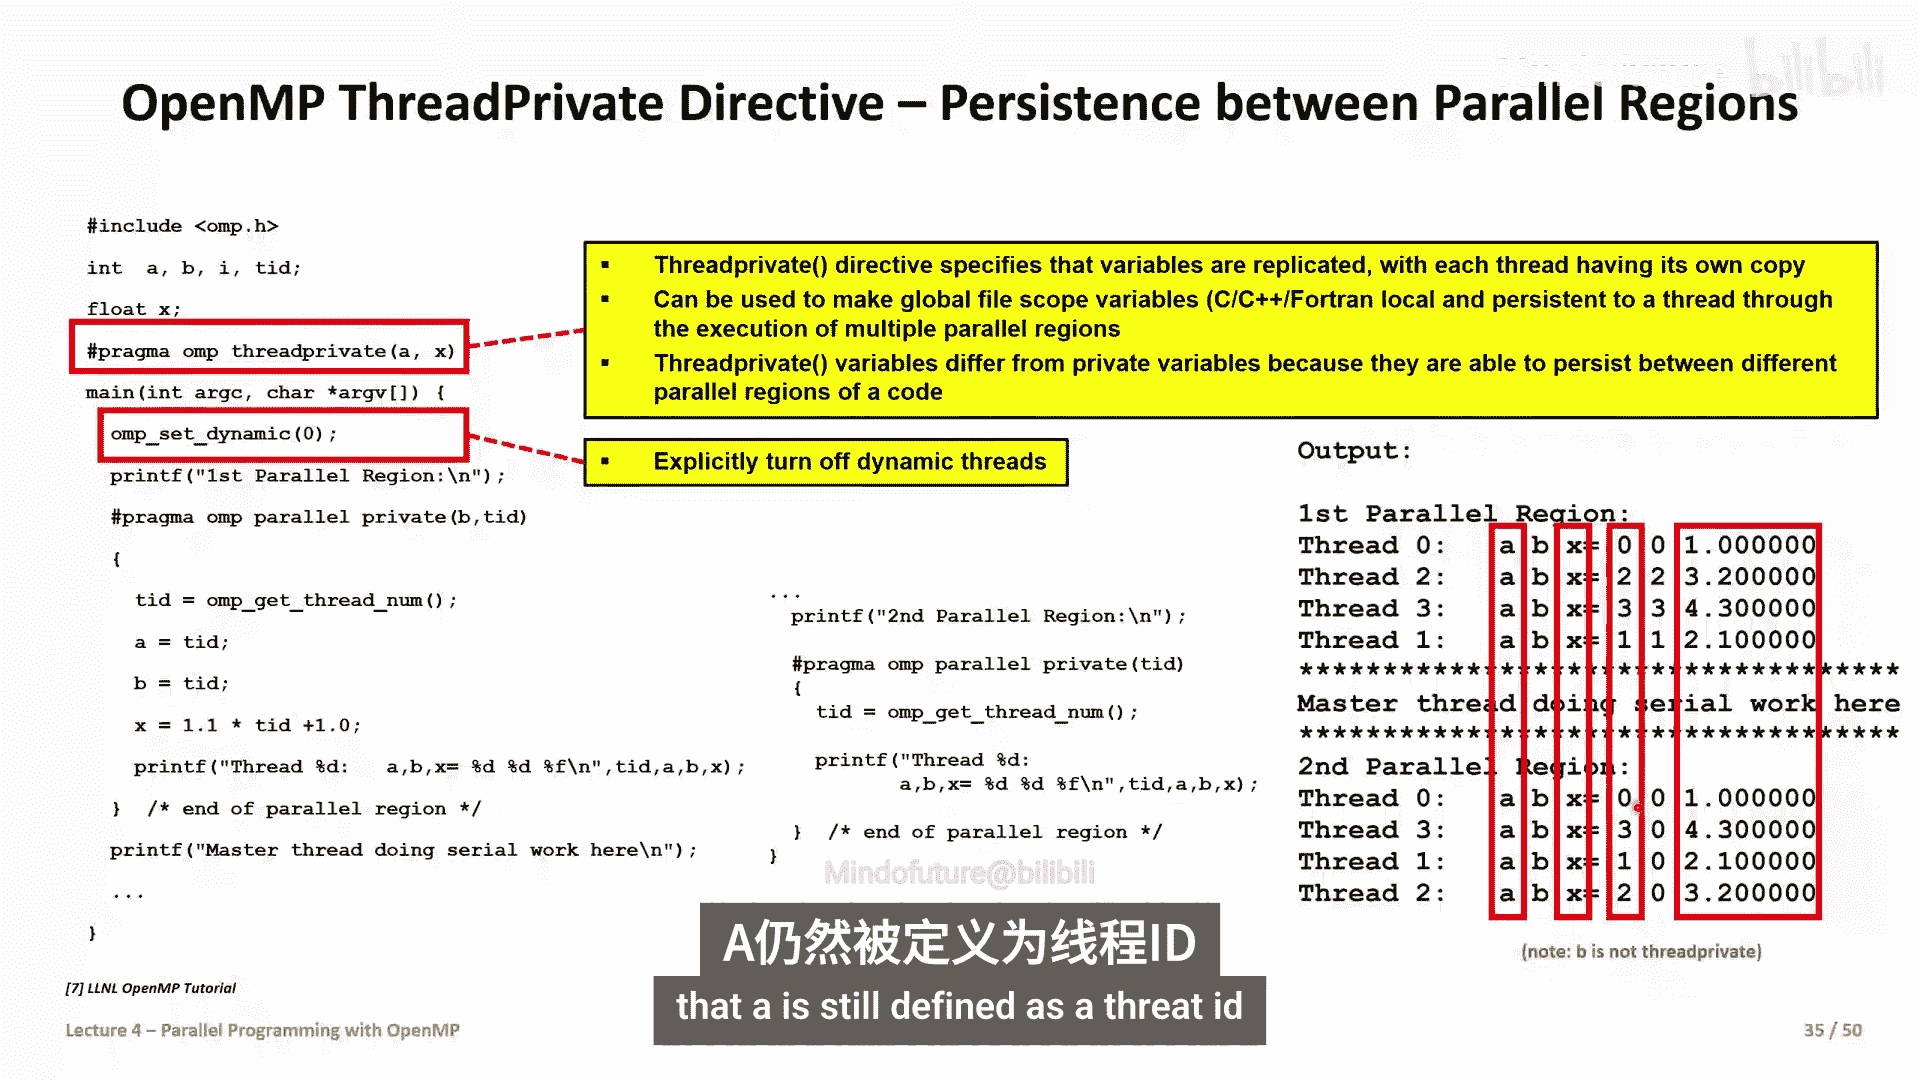 bilibili
OpenMP ThreadPrivate Directive – Persistence between Parallel Regions
#include <omp.h>
int  a, b, i, tid;
float x;
#pragma omp threadprivate(a, x)
main(int argc, char *argv[]) {
omp_set_dynamic(0);
printf("1st Parallel Region:\n");
#pragma omp parallel private(b,tid)
{
tid = omp_get_thread_num();
a = tid;
b = tid;
x = 1.1 * tid +1.0;
printf("Thread %d:   a,b,x= %d %d %f\n",tid,a,b,x);
}  /* end of parallel region */
printf("Master thread doing serial work here\n");
...
}
▪ Threadprivate() directive specifies that variables are replicated, with each thread having its own copy
▪ Can be used to make global file scope variables (C/C++/Fortran local and persistent to a thread through
the execution of multiple parallel regions
▪ Threadprivate() variables differ from private variables because they are able to persist between different
parallel regions of a code
▪ Explicitly turn off dynamic threads
...
printf("2nd Parallel Region:\n");
#pragma omp parallel private(tid)
{
tid = omp_get_thread_num();
printf("Thread %d:
a,b,x= %d %d %f\n",tid,a,b,x);
}  /* end of parallel region */
}
Output:
1st Parallel Region:
Thread 0:   a b x= 0 0 1.000000
Thread 2:   a b x= 2 2 3.200000
Thread 3:   a b x= 3 3 4.300000
Thread 1:   a b x= 1 1 2.100000
************************************
Master thread doing serial work here
************************************
2nd Parallel Region:
Thread 0:   a b x= 0 0 1.000000
Thread 3:   a b x= 3 0 4.300000
Thread 1:   a b x= 1 0 2.100000
Thread 2:   a b x= 2 0 3.200000
(note: b is not threadprivate)
Mindofuture@bilibili
A仍然被定义为线程ID
that a is still defined as a threat id
[7] LLNL OpenMP Tutorial
Lecture 4 – Parallel Programming with OpenMP
35 / 50